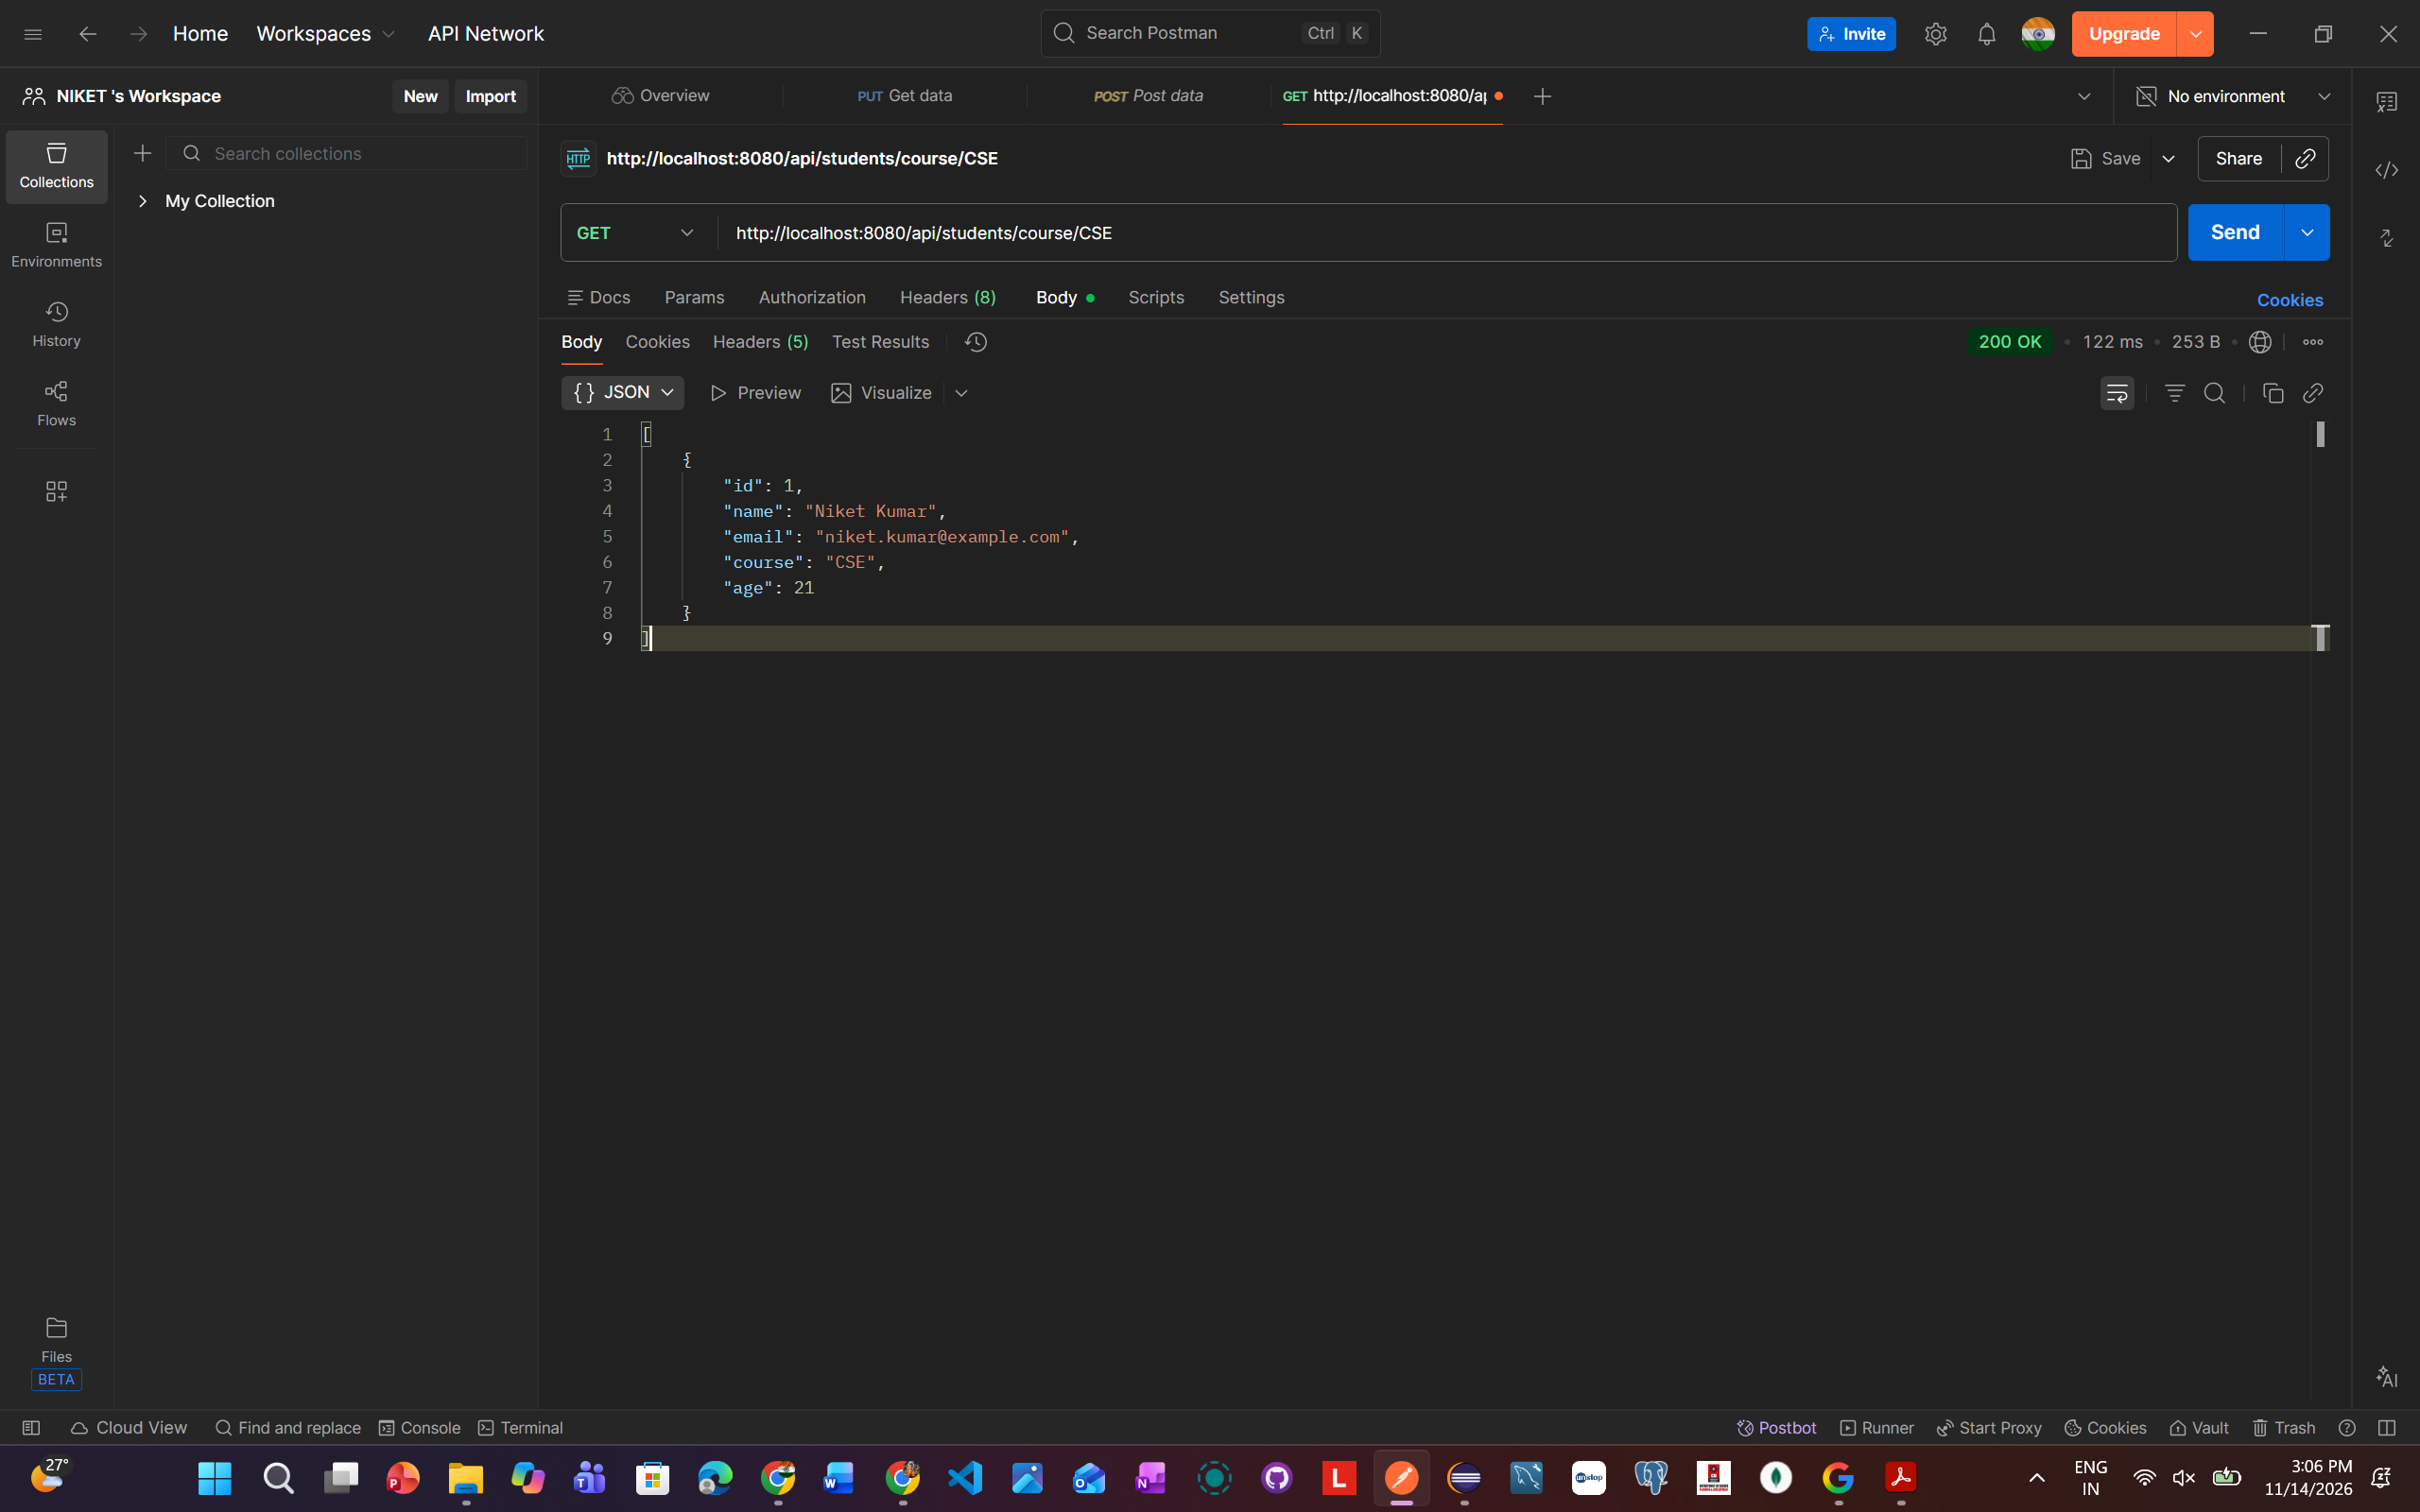 Home Workspaces API Network Search Postman Ctrl K Invite Upgrade
NIKET 's Workspace New Import Overview PUT Get data POST Post data GET http://localhost:8080/a No environment
Search collections
Collections
http://localhost:8080/api/students/course/CSE Save Share
My Collection
GET http://localhost:8080/api/students/course/CSE Send
Environments
Docs Params Authorization Headers (8) Body Scripts Settings Cookies
History
Body Cookies Headers (5) Test Results 200 OK 122 ms 253 B
{} JSON Preview Visualize
Flows
1 [
2 {
3 "id": 1,
4 "name": "Niket Kumar",
5 "email": "niket.kumar@example.com",
6 "course": "CSE",
7 "age": 21
8 }
9 ]
Files
BETA
AI
Cloud View Find and replace Console Terminal Postbot Runner Start Proxy Cookies Vault Trash
27°
ENG
IN
3:06 PM
11/14/2026